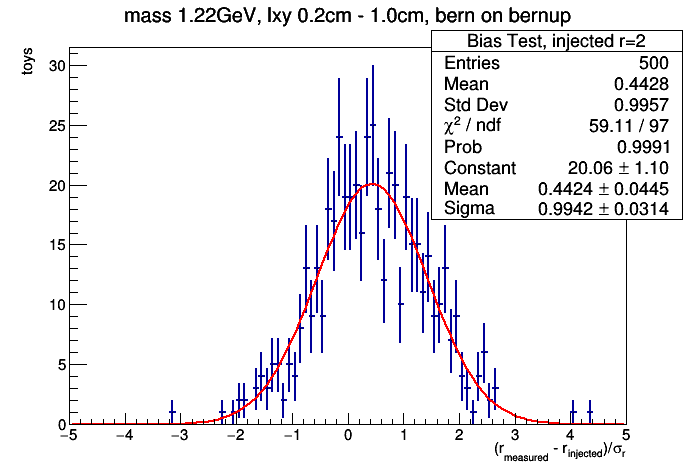 mass 1.22GeV, lxy 0.2cm - 1.0cm, bern on bernup
Bias Test, injected r=2
Entries 500
Mean 0.4428
Std Dev 0.9957
χ² / ndf 59.11 / 97
Prob 0.9991
Constant 20.06 ± 1.10
Mean 0.4424 ± 0.0445
Sigma 0.9942 ± 0.0314
toys
30
25
20
15
10
5
0
−5 −4 −3 −2 −1 0 1 2 3 4 5
(r_measured - r_injected)/σ_r